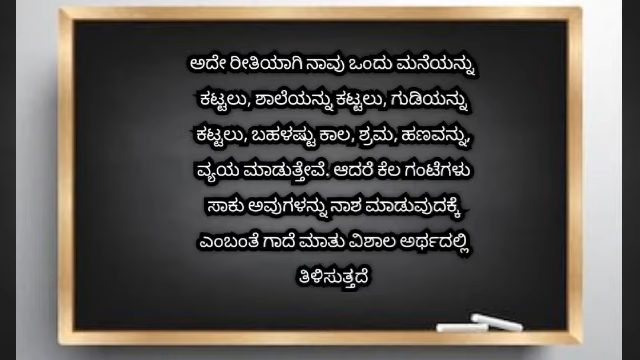 ಅದೇ ರೀತಿಯಾಗಿ ನಾವು ಒಂದು ಮನೆಯನ್ನು
ಕಟ್ಟಲು, ಶಾಲೆಯನ್ನು ಕಟ್ಟಲು, ಗುಡಿಯನ್ನು
ಕಟ್ಟಲು, ಬಹಳಷ್ಟು ಕಾಲ, ಶ್ರಮ, ಹಣವನ್ನು,
ವ್ಯಯ ಮಾಡುತ್ತೇವೆ. ಆದರೆ ಕೆಲ ಗಂಟೆಗಳು
ಸಾಕು ಅವುಗಳನ್ನು ನಾಶ ಮಾಡುವುದಕ್ಕೆ
ಎಂಬಂತೆ ಗಾದೆ ಮಾತು ವಿಶಾಲ ಅರ್ಥದಲ್ಲಿ
ತಿಳಿಸುತ್ತದೆ